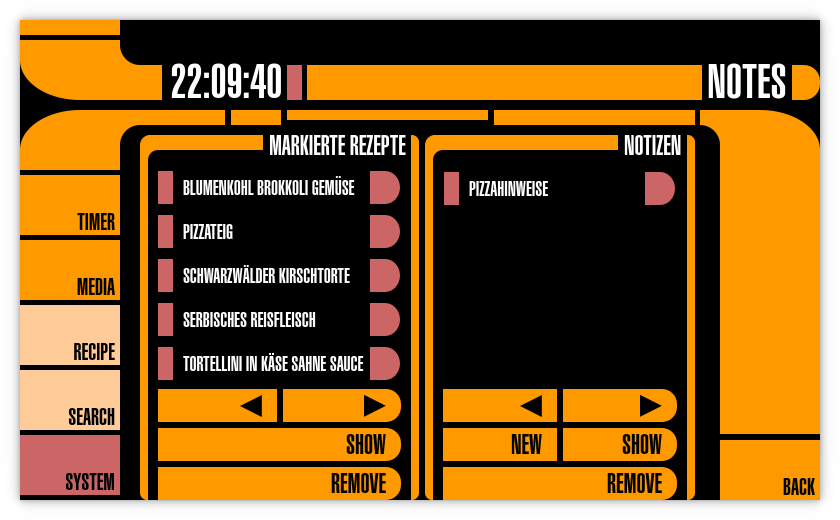 22:09:40 NOTES
MARKIERTE REZEPTE
BLUMENKOHL BROKKOLI GEMÜSE
PIZZATEIG
SCHWARZWÄLDER KIRSCHTORTE
SERBISCHES REISFLEISCH
TORTELLINI IN KÄSE SAHNE SAUCE
SHOW
REMOVE
NOTIZEN
PIZZAHINWEISE
NEW SHOW
REMOVE
TIMER
MEDIA
RECIPE
SEARCH
SYSTEM
BACK